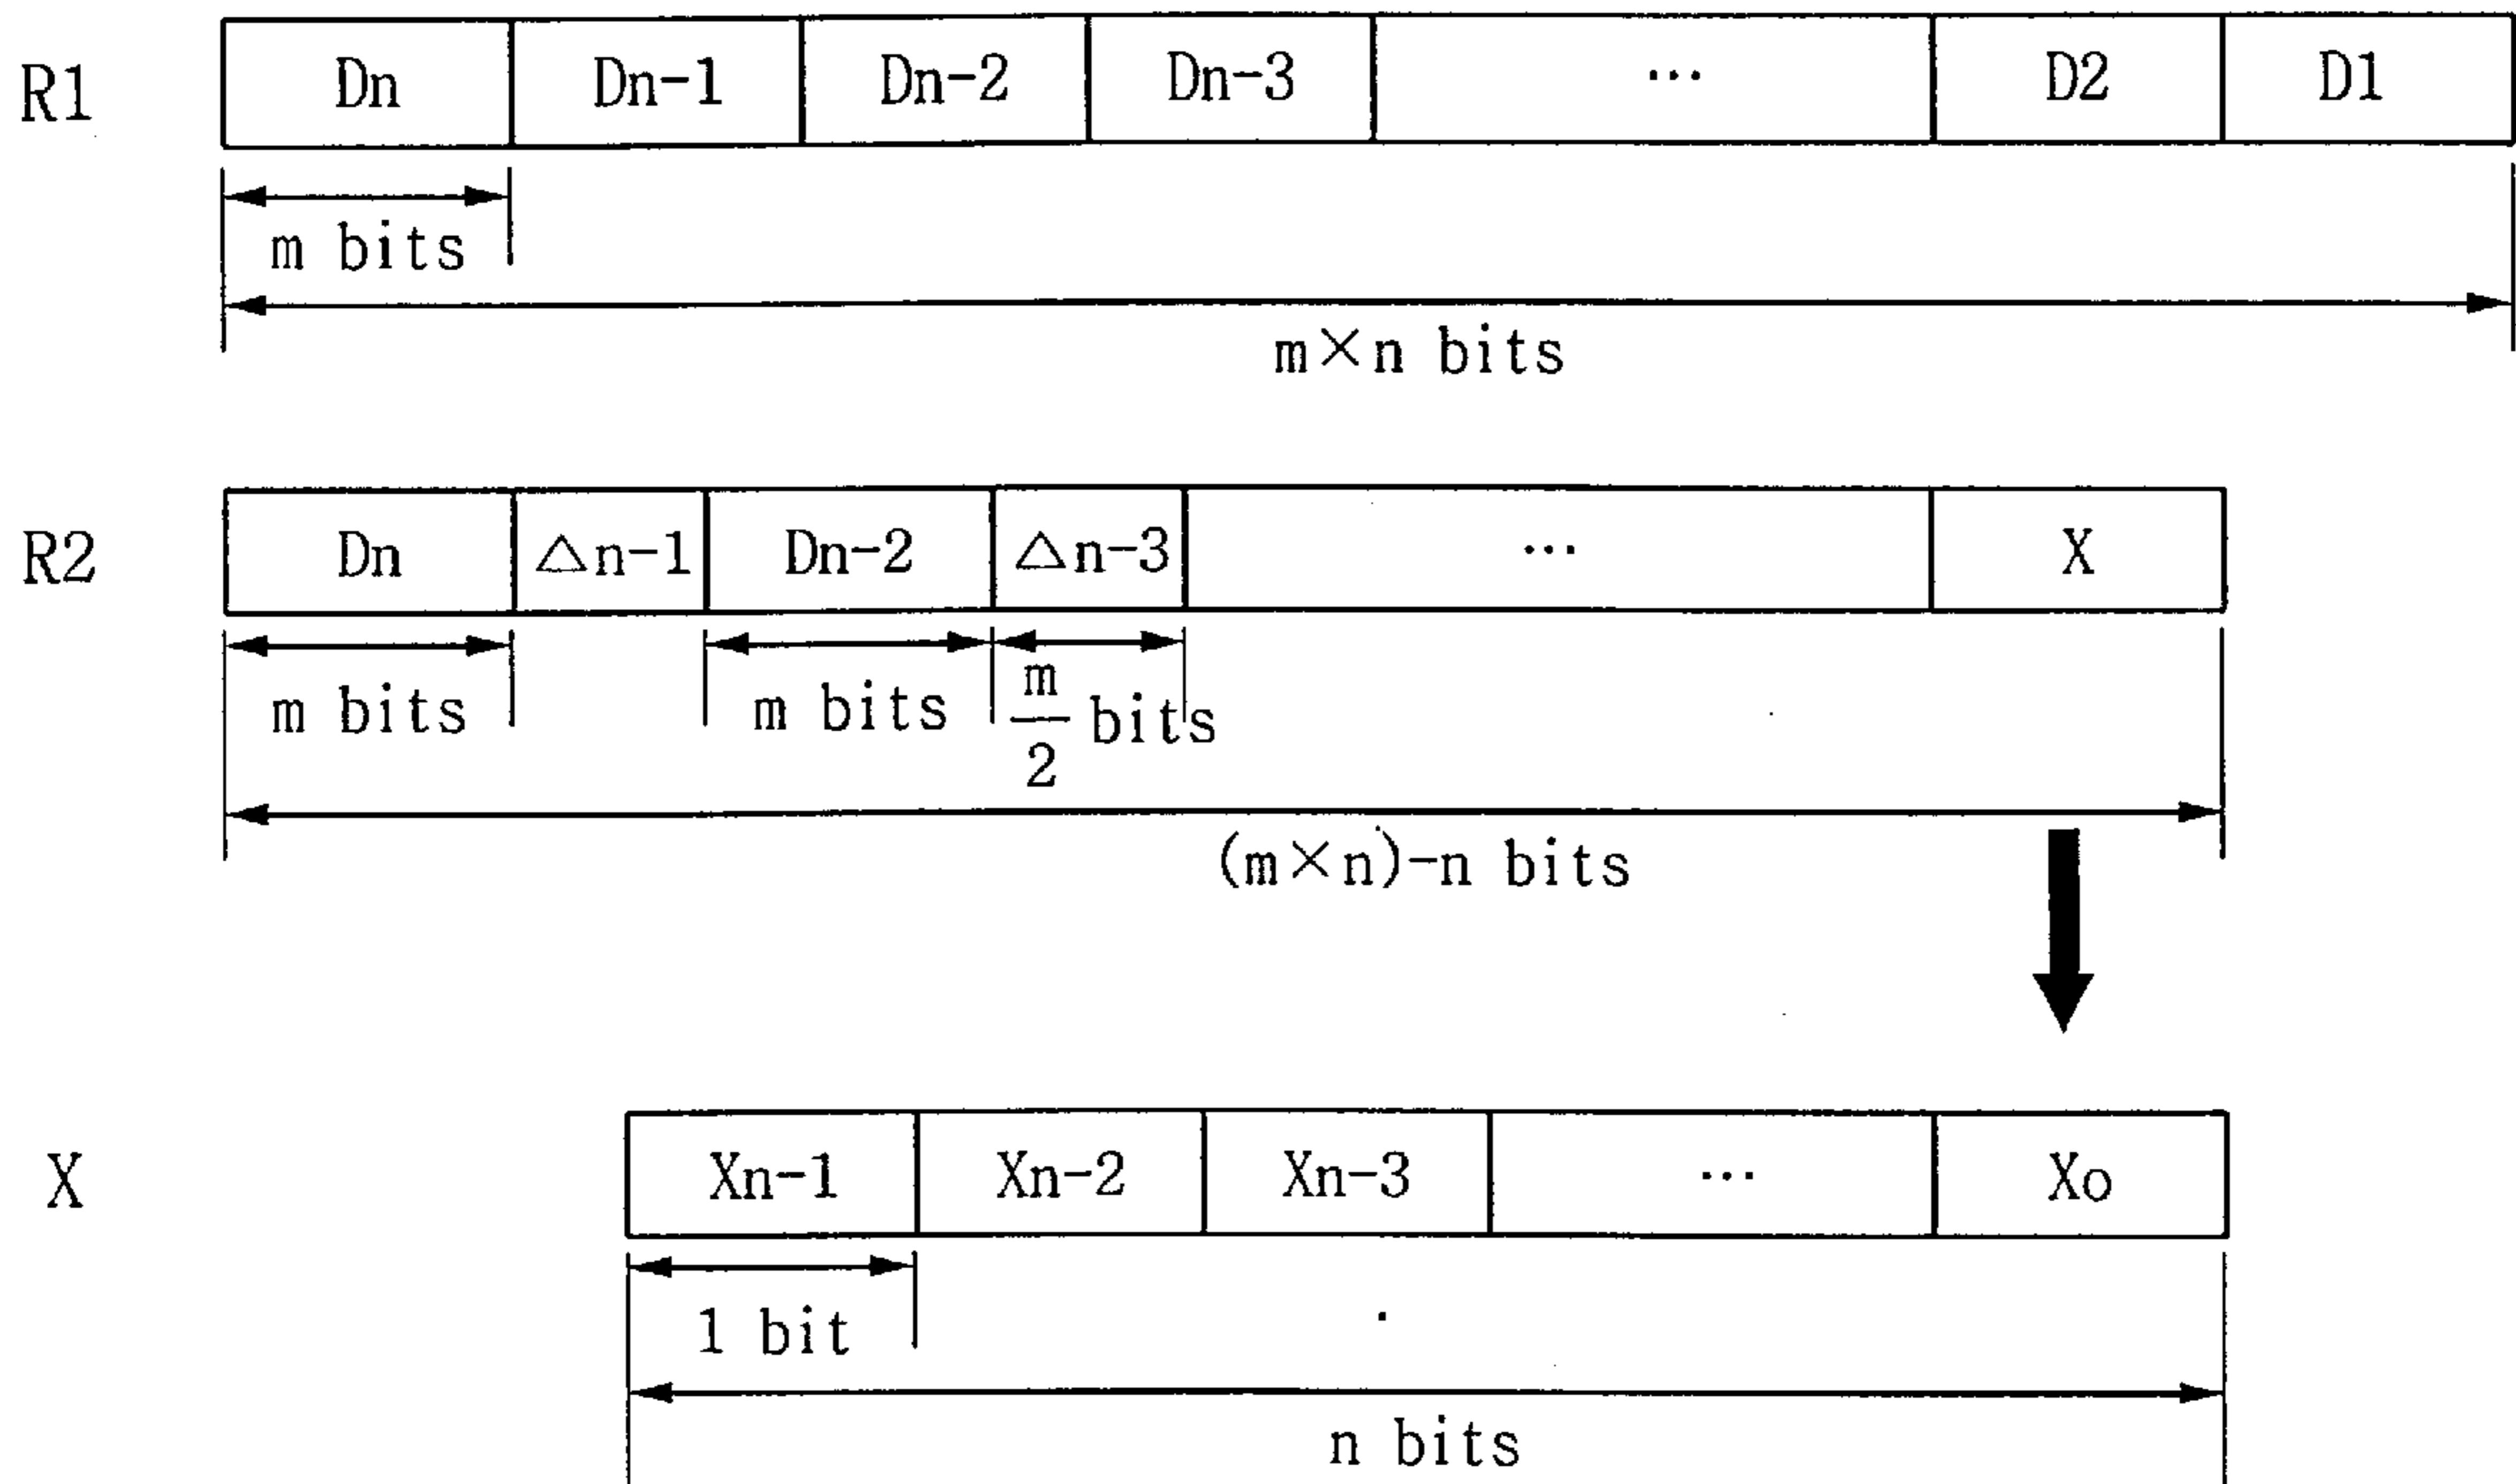 R1 Dn Dn-1 Dn-2 Dn-3 ... D2 D1
m bits
m×n bits
R2 Dn △n-1 Dn-2 △n-3 ... X
m bits m bits m/2 bits
(m×n)-n bits
X Xn-1 Xn-2 Xn-3 ... Xo
1 bit
n bits